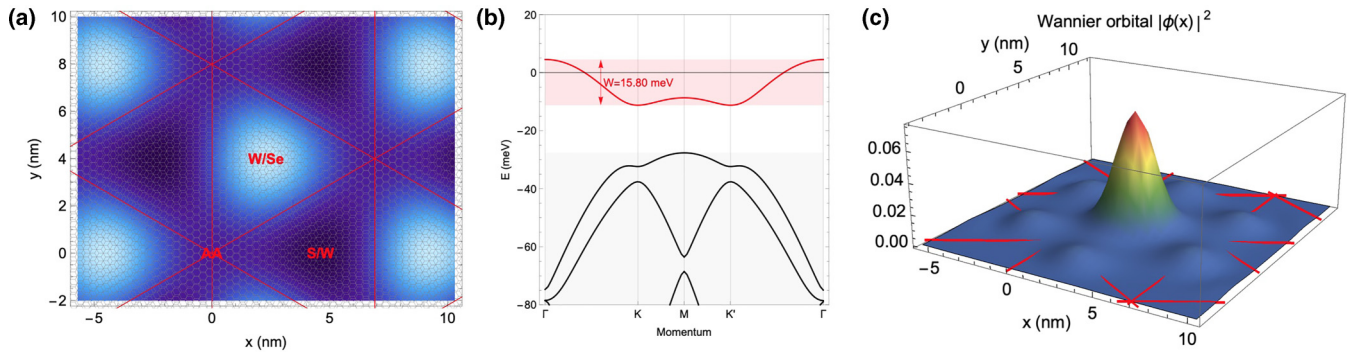 (a)
10
8
6
4
2
0
−2
y (nm)
W/Se
AA
S/W
−5
0
5
10
x (nm)
(b)
20
0
−20
−40
−60
−80
E (meV)
W=15.80 meV
Γ
K
M
K'
Γ
Momentum
(c)
Wannier orbital |ϕ(x)|²
y (nm)
10
5
0
0.06
0.04
0.02
0.00
−5
0
5
10
x (nm)